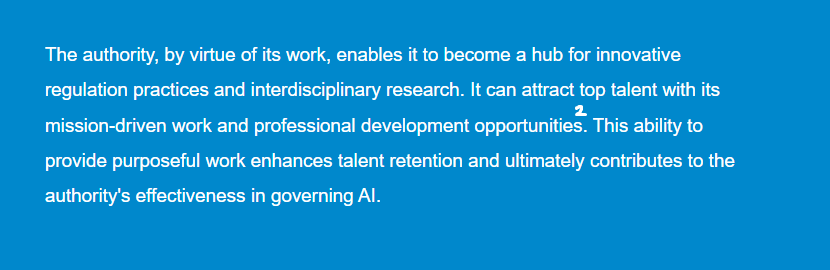 The authority, by virtue of its work, enables it to become a hub for innovative
regulation practices and interdisciplinary research. It can attract top talent with its
mission-driven work and professional development opportunities.² This ability to
provide purposeful work enhances talent retention and ultimately contributes to the
authority's effectiveness in governing AI.